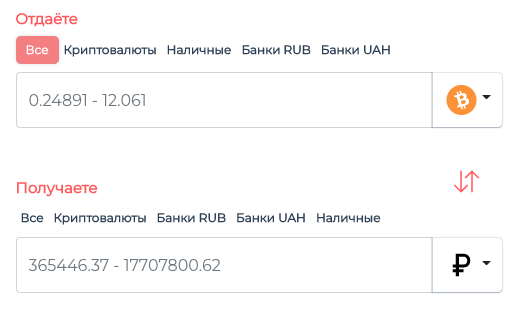 Отдаёте
Все Криптовалюты Наличные Банки RUB Банки UAH
0.24891 - 12.061
Получаете
Все Криптовалюты Банки RUB Банки UAH Наличные
365446.37 - 17707800.62 ₽